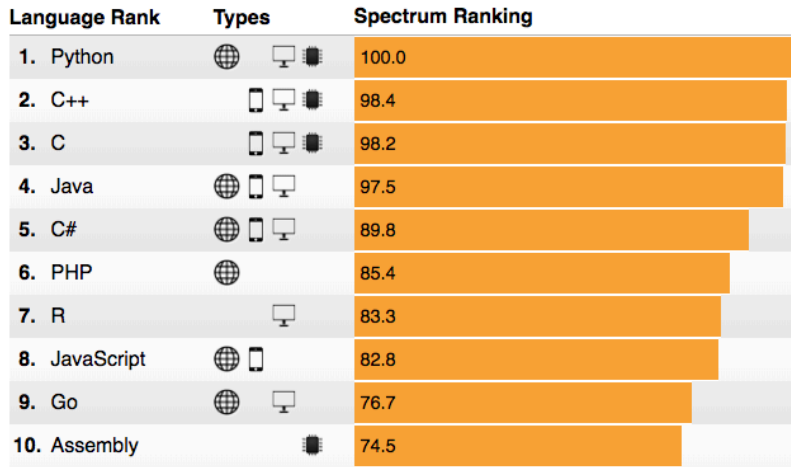 Language Rank Types Spectrum Ranking
1. Python 100.0
2. C++ 98.4
3. C 98.2
4. Java 97.5
5. C# 89.8
6. PHP 85.4
7. R 83.3
8. JavaScript 82.8
9. Go 76.7
10. Assembly 74.5